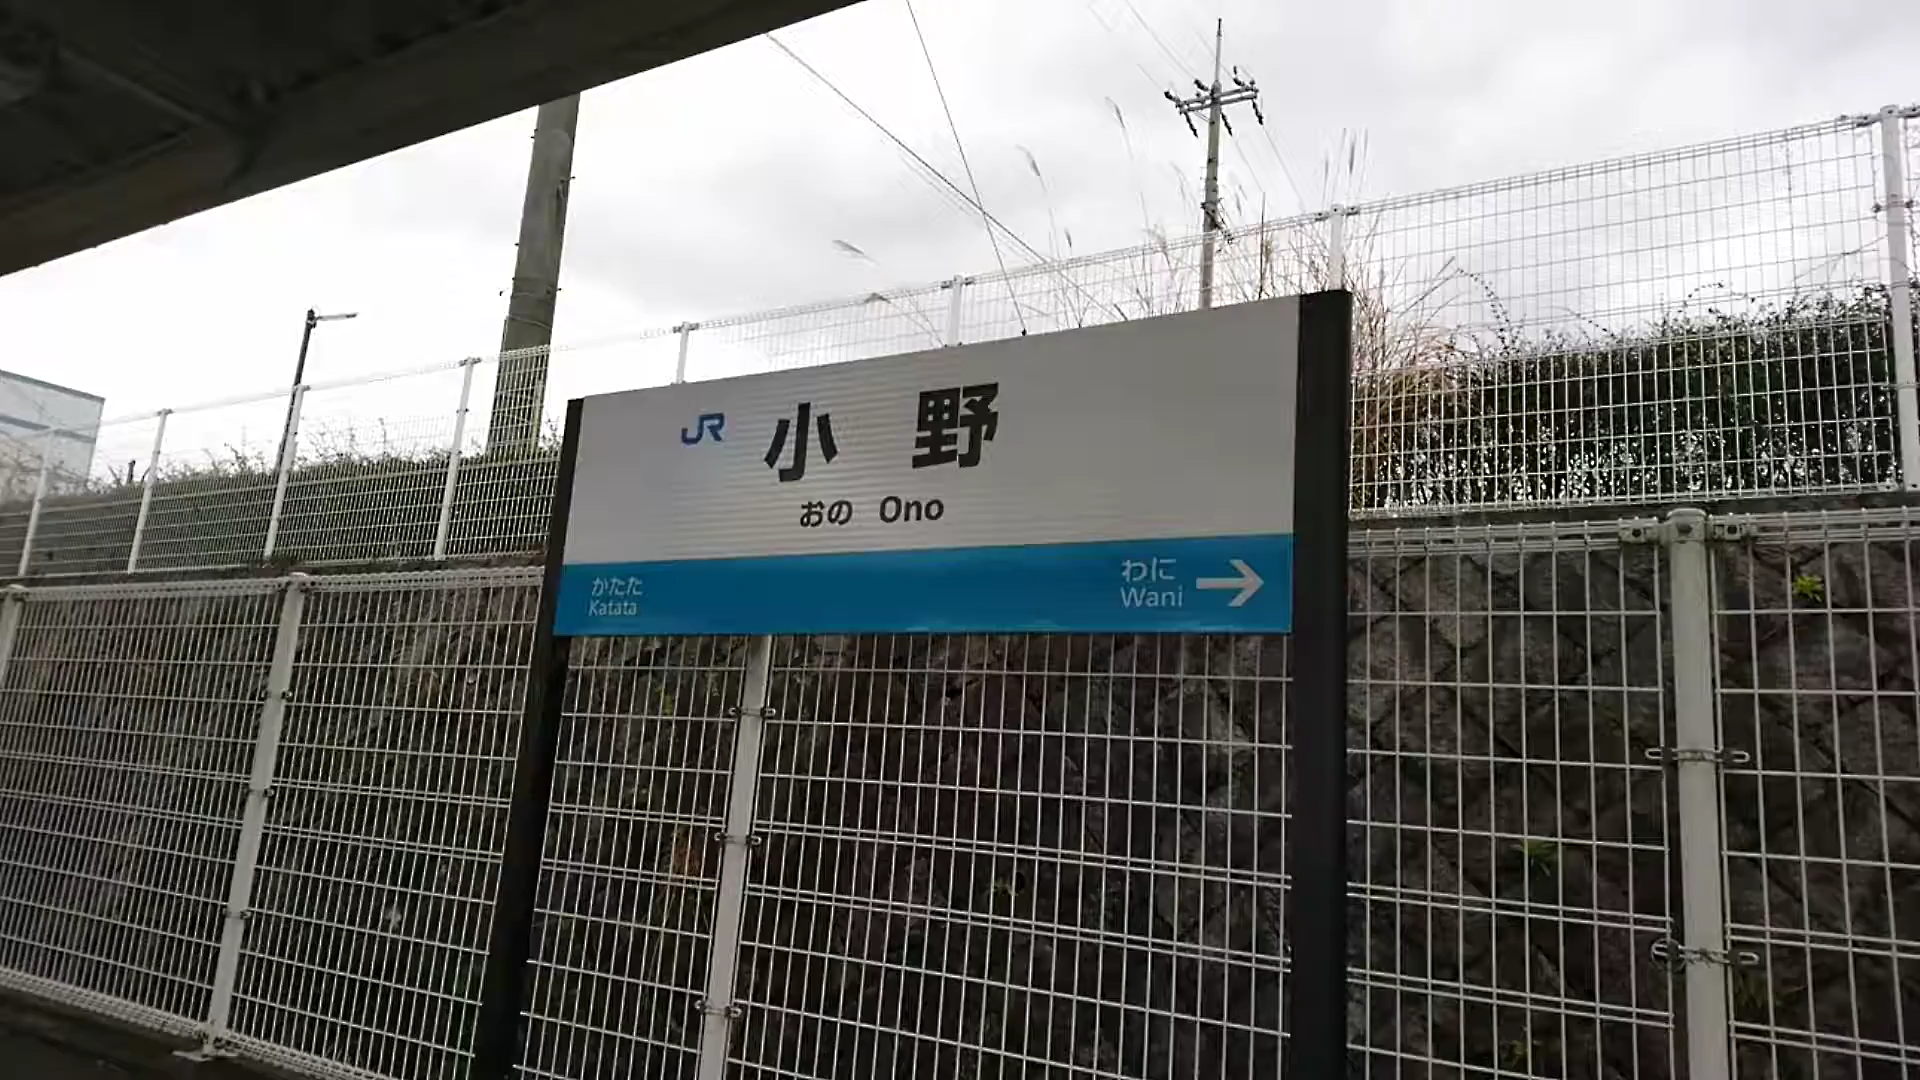 JR 小野
おの Ono
かたた
Katata
わに
Wani →